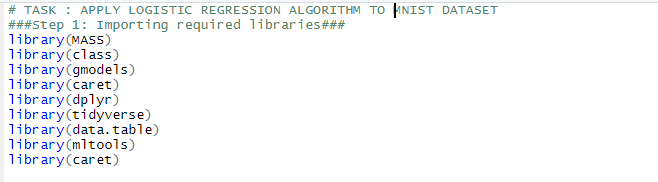 # TASK : APPLY LOGISTIC REGRESSION ALGORITHM TO MNIST DATASET
###Step 1: Importing required libraries###
library(MASS)
library(class)
library(gmodels)
library(caret)
library(dplyr)
library(tidyverse)
library(data.table)
library(mltools)
library(caret)